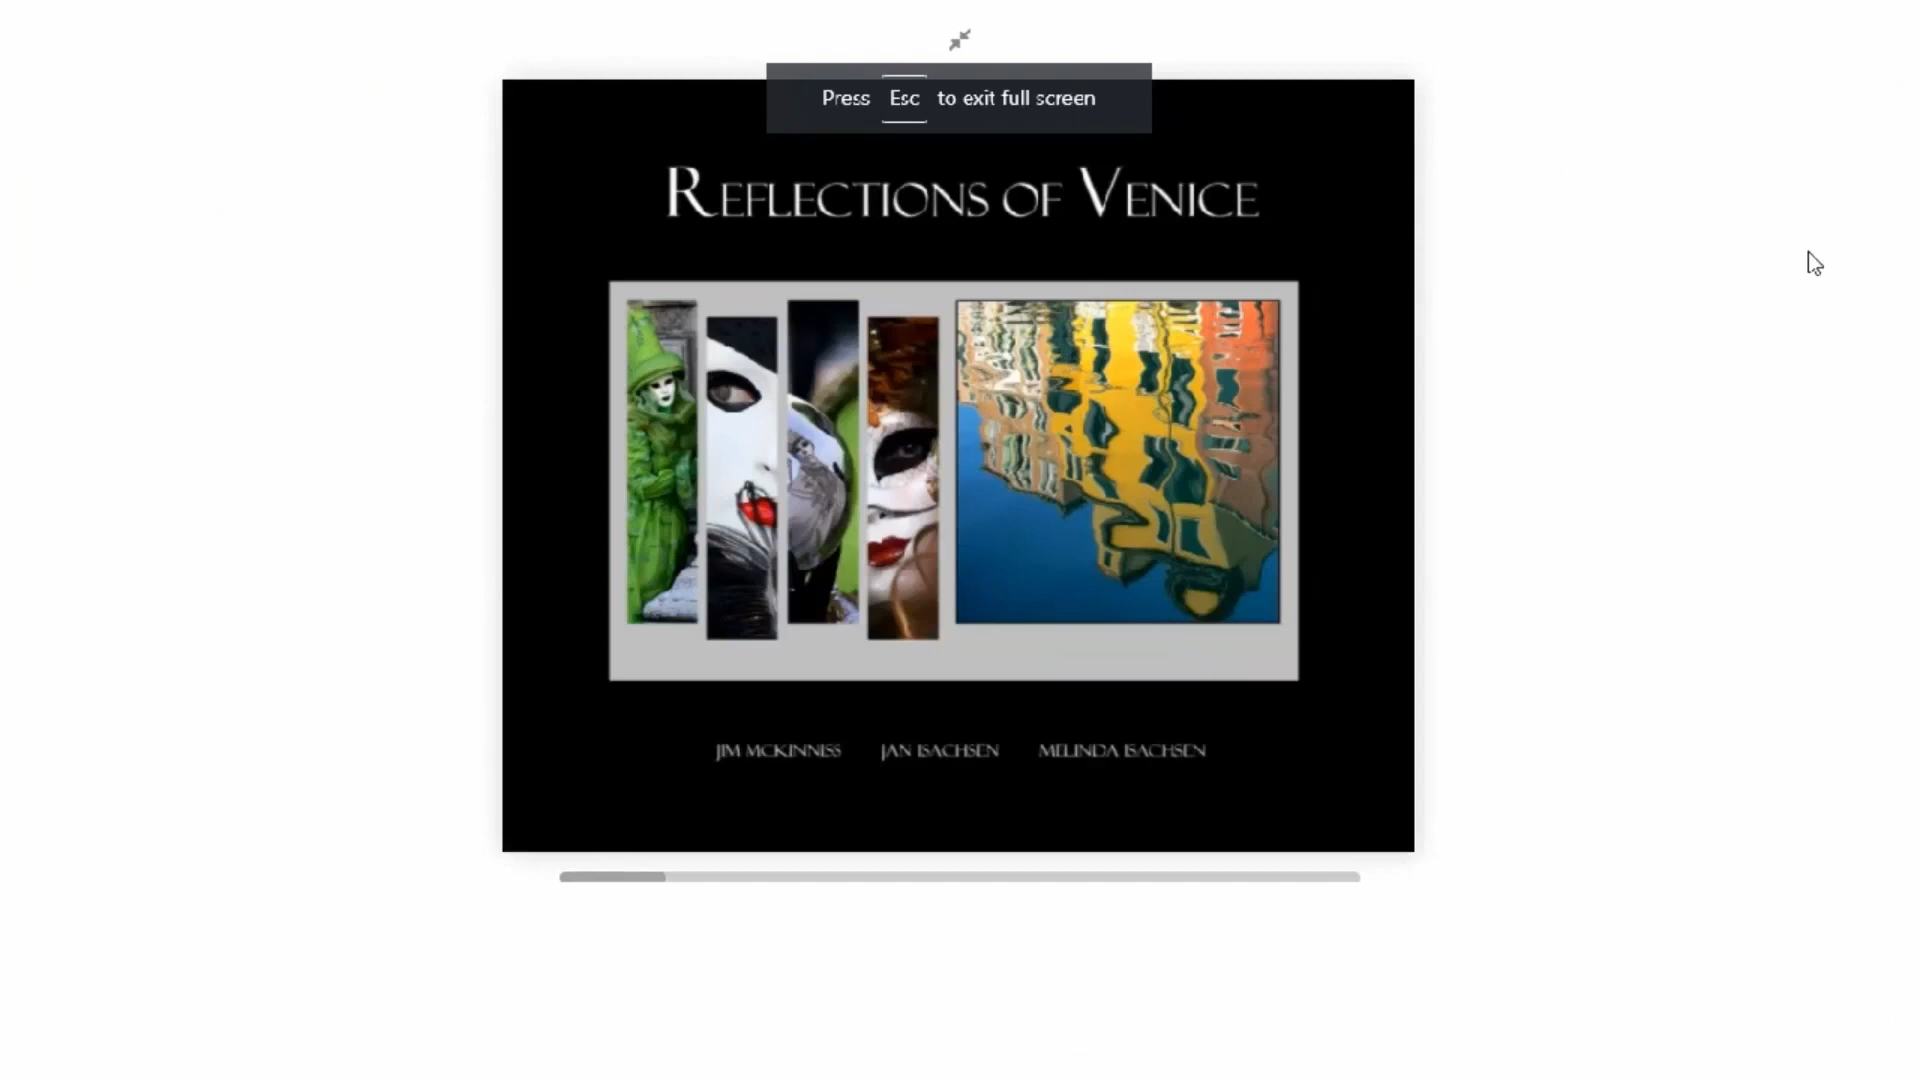 Press Esc to exit full screen
REFLECTIONS OF VENICE
JIM MCKINNISS JAN ISACHSEN MELINDA ISACHSEN